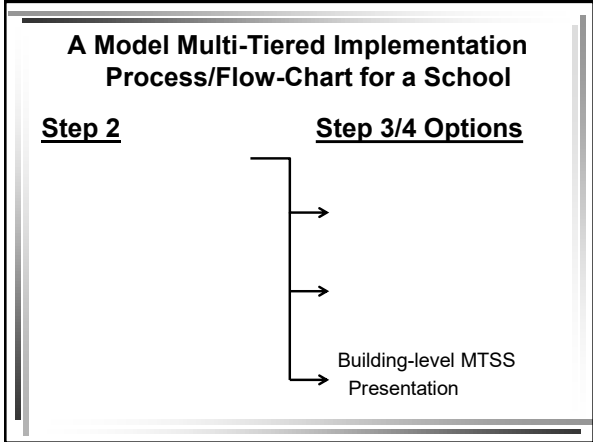 A Model Multi-Tiered Implementation
Process/Flow-Chart for a School
Step 2 Step 3/4 Options
Building-level MTSS
Presentation